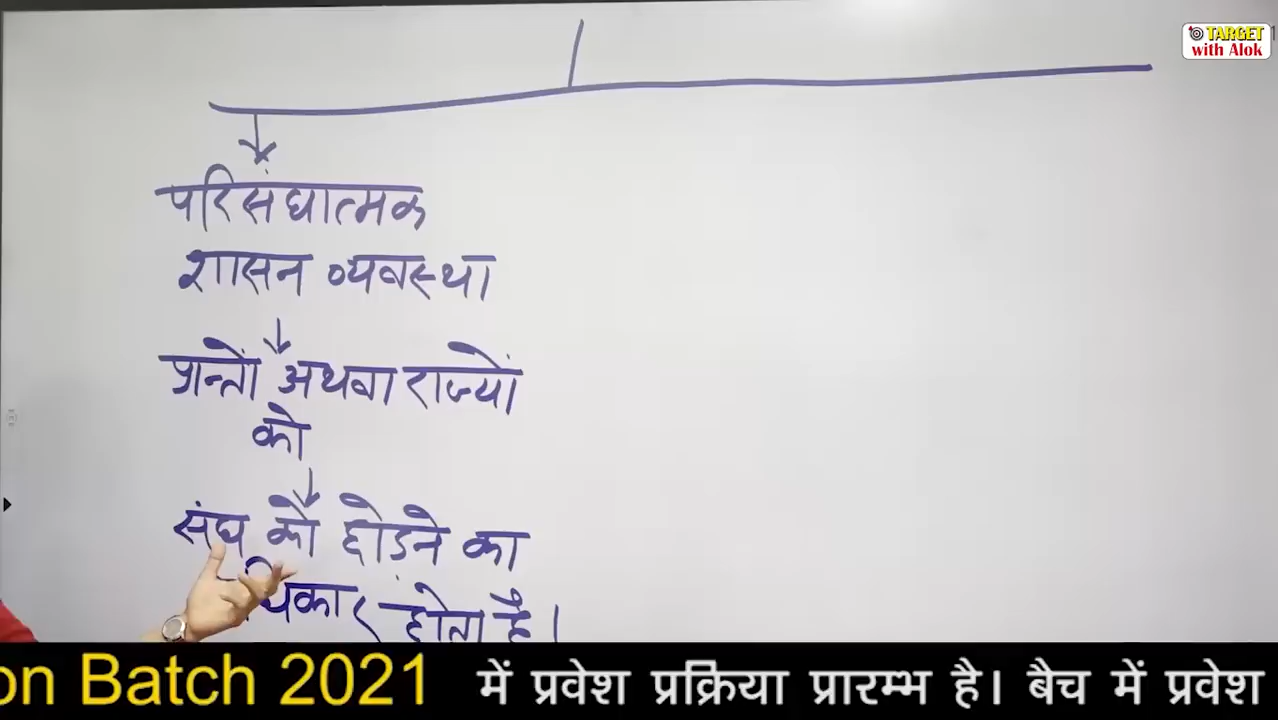 TARGET
with Alok
परिसंघात्मक
शासन व्यवस्था
प्रान्तों अथवा राज्यों
को
संघ को छोड़ने का
धिकार होता है।
on Batch 2021 में प्रवेश प्रक्रिया प्रारम्भ है। बैच में प्रवेश